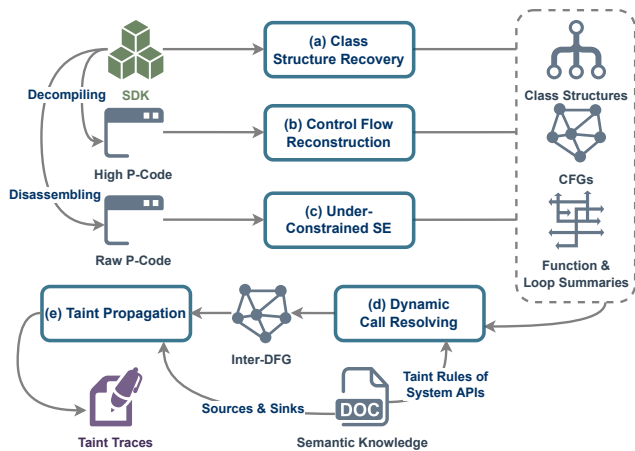 (a) Class
Structure Recovery
SDK
Decompiling
Class Structures
(b) Control Flow
Reconstruction
High P-Code
CFGs
Disassembling
(c) Under-
Constrained SE
Raw P-Code
Function &
Loop Summaries
(e) Taint Propagation
Inter-DFG
(d) Dynamic
Call Resolving
Taint Rules of
System APIs
Sources & Sinks
DOC
Taint Traces
Semantic Knowledge